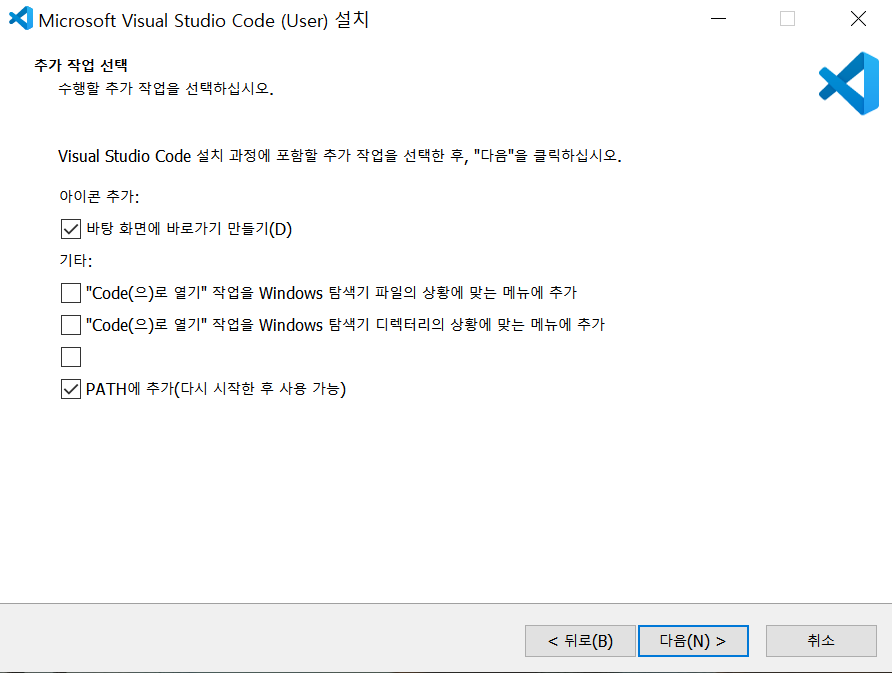 Microsoft Visual Studio Code (User) 설치
추가 작업 선택
수행할 추가 작업을 선택하십시오.
Visual Studio Code 설치 과정에 포함할 추가 작업을 선택한 후, "다음"을 클릭하십시오.
아이콘 추가:
바탕 화면에 바로가기 만들기(D)
기타:
"Code(으)로 열기" 작업을 Windows 탐색기 파일의 상황에 맞는 메뉴에 추가
"Code(으)로 열기" 작업을 Windows 탐색기 디렉터리의 상황에 맞는 메뉴에 추가
PATH에 추가(다시 시작한 후 사용 가능)
< 뒤로(B) 다음(N) > 취소